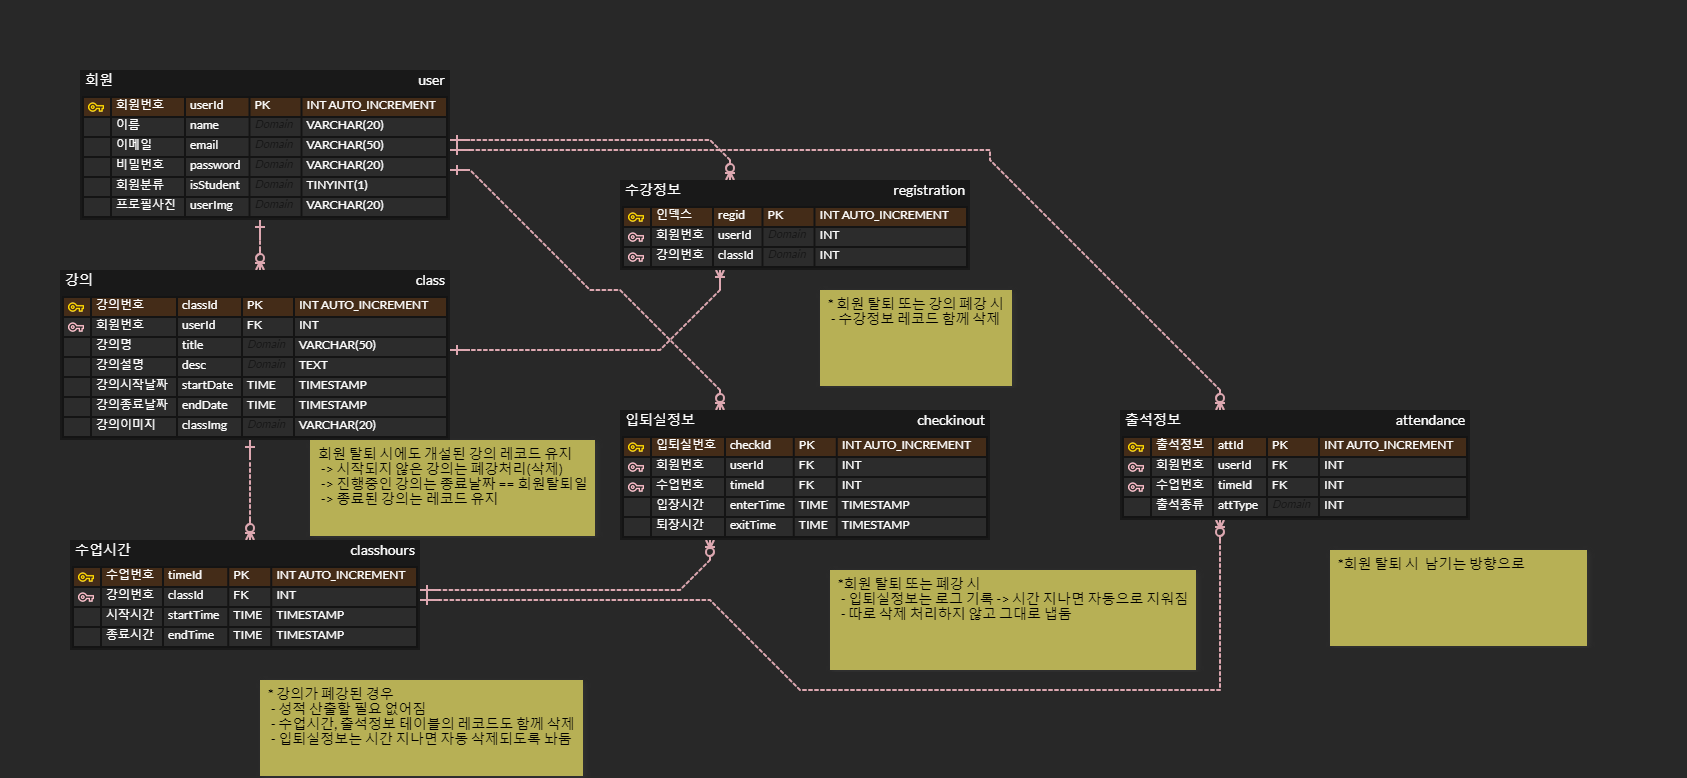 회원 user
회원번호 userId PK INT AUTO_INCREMENT
이름 name Domain VARCHAR(20)
이메일 email Domain VARCHAR(50)
비밀번호 password Domain VARCHAR(20)
회원분류 isStudent Domain TINYINT(1)
프로필사진 userImg Domain VARCHAR(20)
수강정보 registration
인덱스 regid PK INT AUTO_INCREMENT
회원번호 userId Domain INT
강의번호 classId Domain INT
강의 class
강의번호 classId PK INT AUTO_INCREMENT
회원번호 userId FK INT
강의명 title Domain VARCHAR(50)
강의설명 desc Domain TEXT
강의시작날짜 startDate TIME TIMESTAMP
강의종료날짜 endDate TIME TIMESTAMP
강의이미지 classImg Domain VARCHAR(20)
* 회원 탈퇴 또는 강의 폐강 시
- 수강정보 레코드 함께 삭제
회원 탈퇴 시에도 개설된 강의 레코드 유지
-> 시작되지 않은 강의는 폐강처리(삭제)
-> 진행중인 강의는 종료날짜 == 회원탈퇴일
-> 종료된 강의는 레코드 유지
입퇴실정보 checkinout
입퇴실번호 checkId PK INT AUTO_INCREMENT
회원번호 userId FK INT
수업번호 timeId FK INT
입장시간 enterTime TIME TIMESTAMP
퇴장시간 exitTime TIME TIMESTAMP
출석정보 attendance
출석정보 attId PK INT AUTO_INCREMENT
회원번호 userId FK INT
수업번호 timeId FK INT
출석종류 attType Domain INT
수업시간 classhours
수업번호 timeId PK INT AUTO_INCREMENT
강의번호 classId FK INT
시작시간 startTime TIME TIMESTAMP
종료시간 endTime TIME TIMESTAMP
*회원 탈퇴 또는 폐강 시
- 입퇴실정보는 로그 기록 -> 시간 지나면 자동으로 지워짐
- 따로 삭제 처리하지 않고 그대로 냅둠
*회원 탈퇴 시 남기는 방향으로
* 강의가 폐강된 경우
- 성적 산출할 필요 없어짐
- 수업시간, 출석정보 테이블의 레코드도 함께 삭제
- 입퇴실정보는 시간 지나면 자동 삭제되도록 놔둠